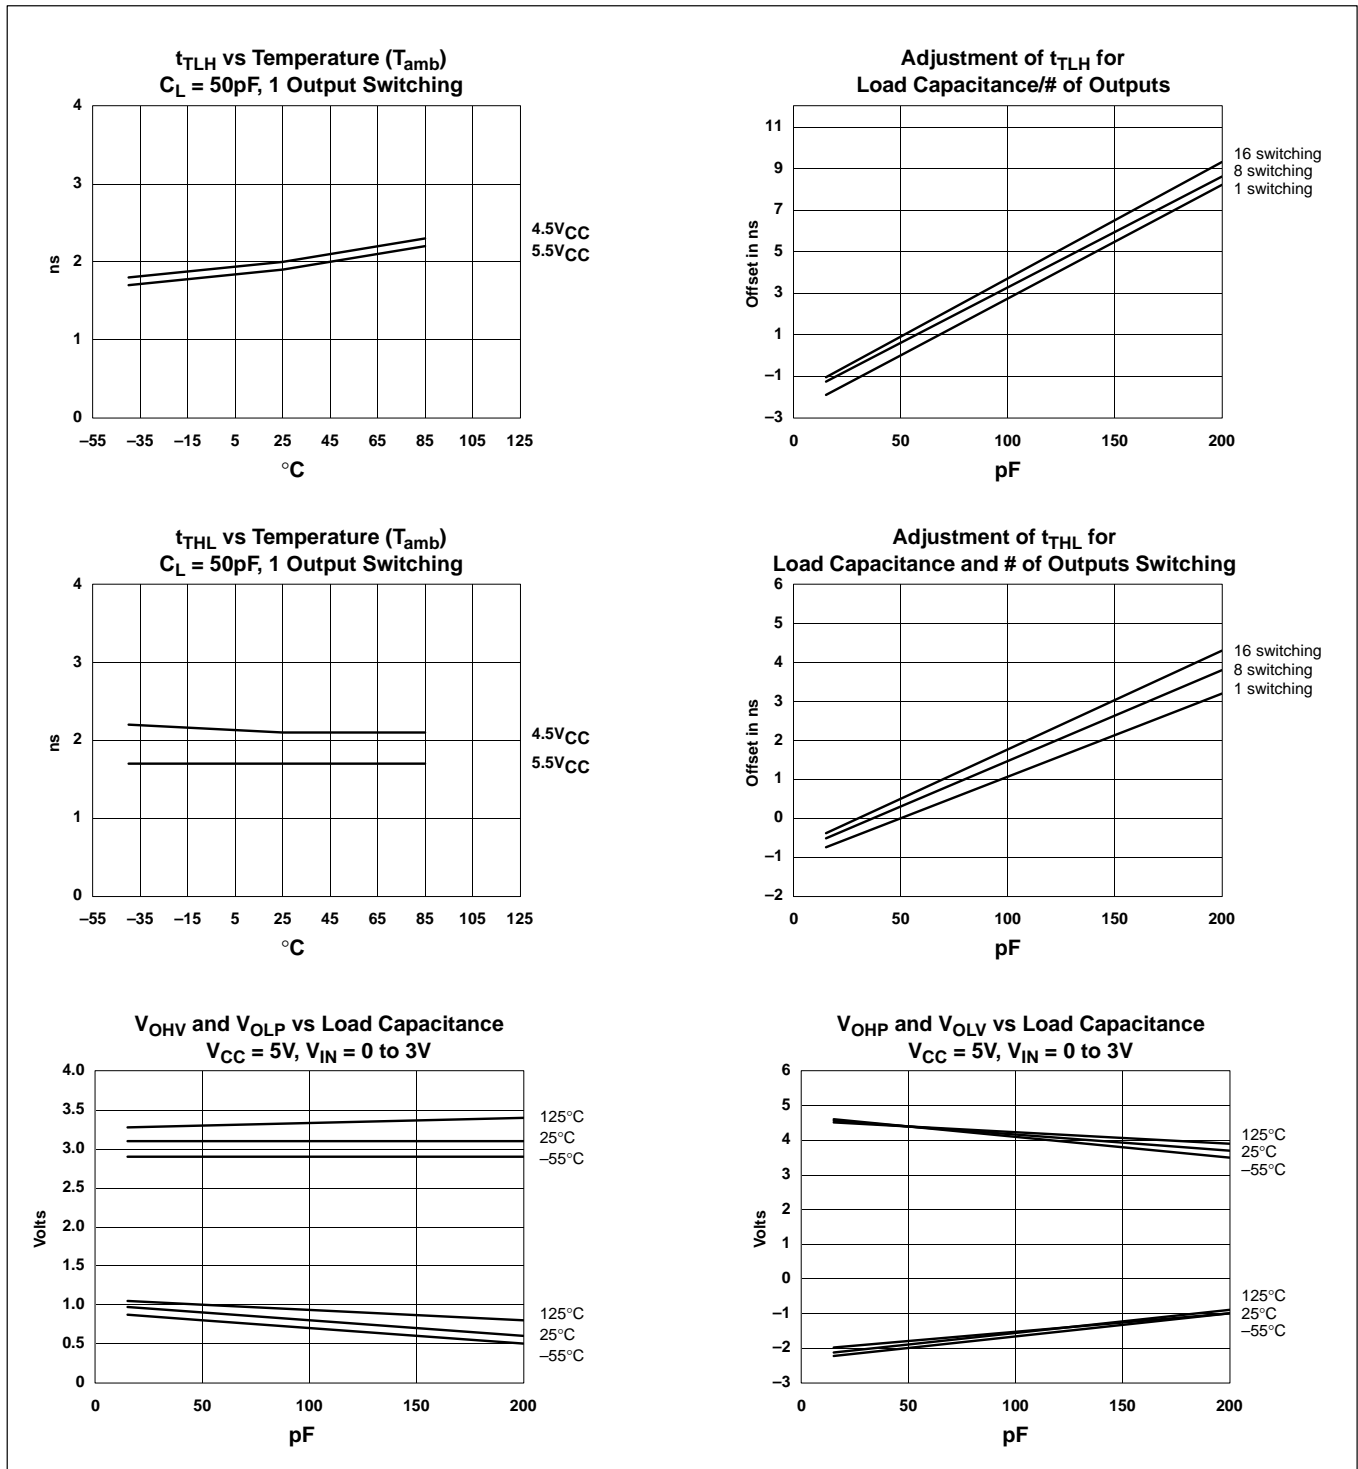 tTLH vs Temperature (Tamb)
CL = 50pF, 1 Output Switching
4
3
2
1
0
ns
–55 –35 –15 5 25 45 65 85 105 125
°C
4.5VCC
5.5VCC
Adjustment of tTLH for
Load Capacitance/# of Outputs
11
9
7
5
3
1
–1
–3
Offset in ns
0 50 100 150 200
pF
16 switching
8 switching
1 switching
tTHL vs Temperature (Tamb)
CL = 50pF, 1 Output Switching
4
3
2
1
0
ns
–55 –35 –15 5 25 45 65 85 105 125
°C
4.5VCC
5.5VCC
Adjustment of tTHL for
Load Capacitance and # of Outputs Switching
6
5
4
3
2
1
0
–1
–2
Offset in ns
0 50 100 150 200
pF
16 switching
8 switching
1 switching
VOHV and VOLP vs Load Capacitance
VCC = 5V, VIN = 0 to 3V
4.0
3.5
3.0
2.5
2.0
1.5
1.0
0.5
0
Volts
0 50 100 150 200
pF
125°C
25°C
–55°C
125°C
25°C
–55°C
VOHP and VOLV vs Load Capacitance
VCC = 5V, VIN = 0 to 3V
6
5
4
3
2
1
0
–1
–2
–3
Volts
0 50 100 150 200
pF
125°C
25°C
–55°C
125°C
25°C
–55°C